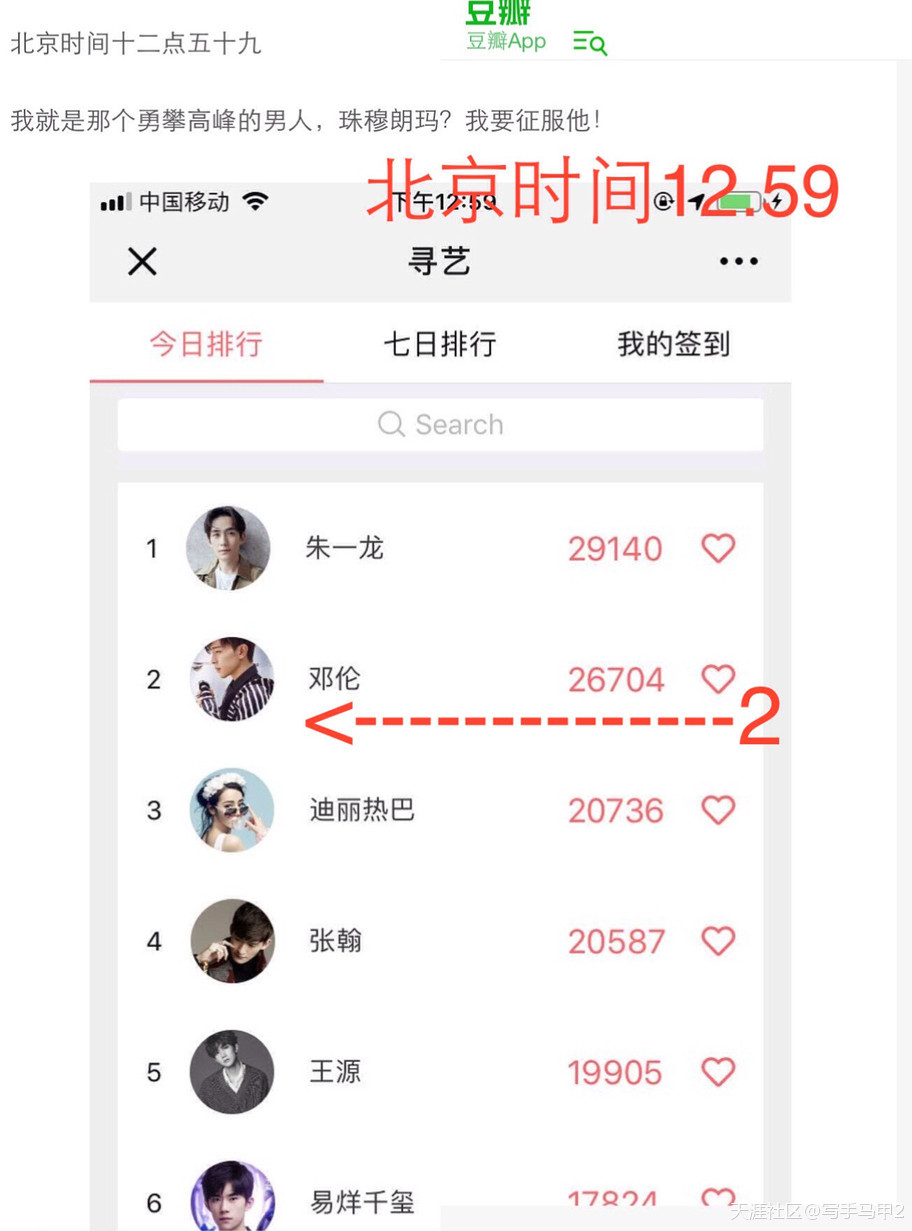 豆瓣
豆瓣App
北京时间十二点五十九
我就是那个勇攀高峰的男人，珠穆朗玛？我要征服他！
北京时间12.59
中国移动 下午12:59
寻艺
今日排行 七日排行 我的签到
Search
1 朱一龙 29140
2 邓伦 26704
<--------------2
3 迪丽热巴 20736
4 张翰 20587
5 王源 19905
6 易烊千玺 17824
天涯社区@写手马甲2